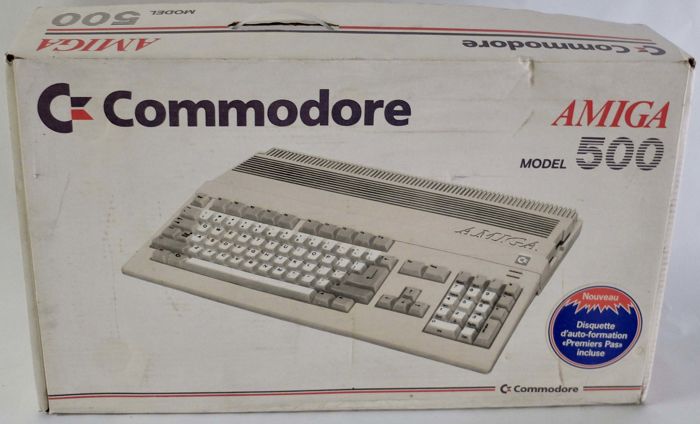 AMIGA
MODEL 500
Commodore
Commodore
AMIGA
MODEL 500
AMIGA
Nouveau
Disquette
d'auto-formation
«Premiers Pas»
incluse
Commodore